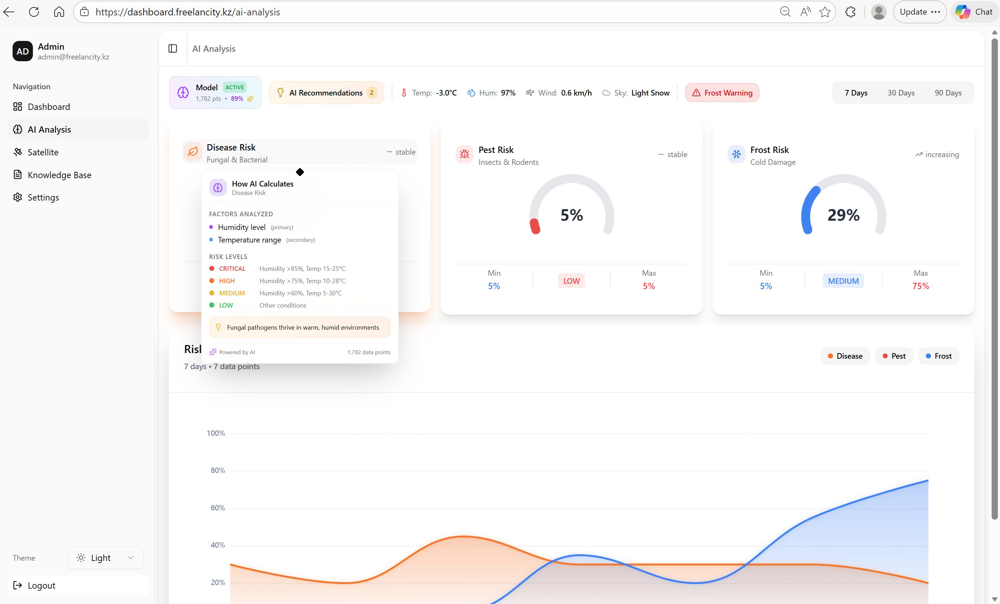 https://dashboard.freelancity.kz/ai-analysis
Update
Chat
AD
Admin
admin@freelancity.kz
Navigation
Dashboard
AI Analysis
Satellite
Knowledge Base
Settings
Theme
Light
Logout
AI Analysis
Model ACTIVE
1,782 pts • 89%
AI Recommendations 2
Temp: -3.0°C
Hum: 97%
Wind: 0.6 km/h
Sky: Light Snow
Frost Warning
7 Days
30 Days
90 Days
Disease Risk
Fungal & Bacterial
stable
How AI Calculates
Disease Risk
FACTORS ANALYZED
Humidity level (primary)
Temperature range (secondary)
RISK LEVELS
CRITICAL Humidity >85%, Temp 15-25°C
HIGH Humidity >75%, Temp 10-28°C
MEDIUM Humidity >60%, Temp 5-30°C
LOW Other conditions
Fungal pathogens thrive in warm, humid environments
Powered by AI
1,782 data points
Pest Risk
Insects & Rodents
stable
5%
Min
5%
LOW
Max
5%
Frost Risk
Cold Damage
increasing
29%
Min
5%
MEDIUM
Max
75%
7 days • 7 data points
Disease
Pest
Frost
100%
80%
60%
40%
20%